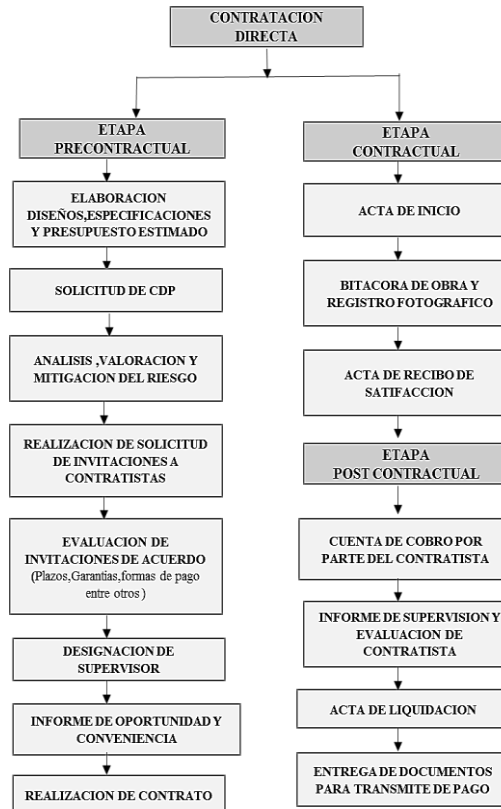 CONTRATACION
DIRECTA
ETAPA
PRECONTRACTUAL
ELABORACION
DISEÑOS,ESPECIFICACIONES
Y PRESUPUESTO ESTIMADO
SOLICITUD DE CDP
ANALISIS ,VALORACION Y
MITIGACION DEL RIESGO
REALIZACION DE SOLICITUD
DE INVITACIONES A
CONTRATISTAS
EVALUACION DE
INVITACIONES DE ACUERDO
(Plazos,Garantias,formas de pago
entre otros )
DESIGNACION DE
SUPERVISOR
INFORME DE OPORTUNIDAD Y
CONVENIENCIA
REALIZACION DE CONTRATO
ETAPA
CONTRACTUAL
ACTA DE INICIO
BITACORA DE OBRA Y
REGISTRO FOTOGRAFICO
ACTA DE RECIBO DE
SATIFACCION
ETAPA
POST CONTRACTUAL
CUENTA DE COBRO POR
PARTE DEL CONTRATISTA
INFORME DE SUPERVISION Y
EVALUACION DE
CONTRATISTA
ACTA DE LIQUIDACION
ENTREGA DE DOCUMENTOS
PARA TRANSMITE DE PAGO